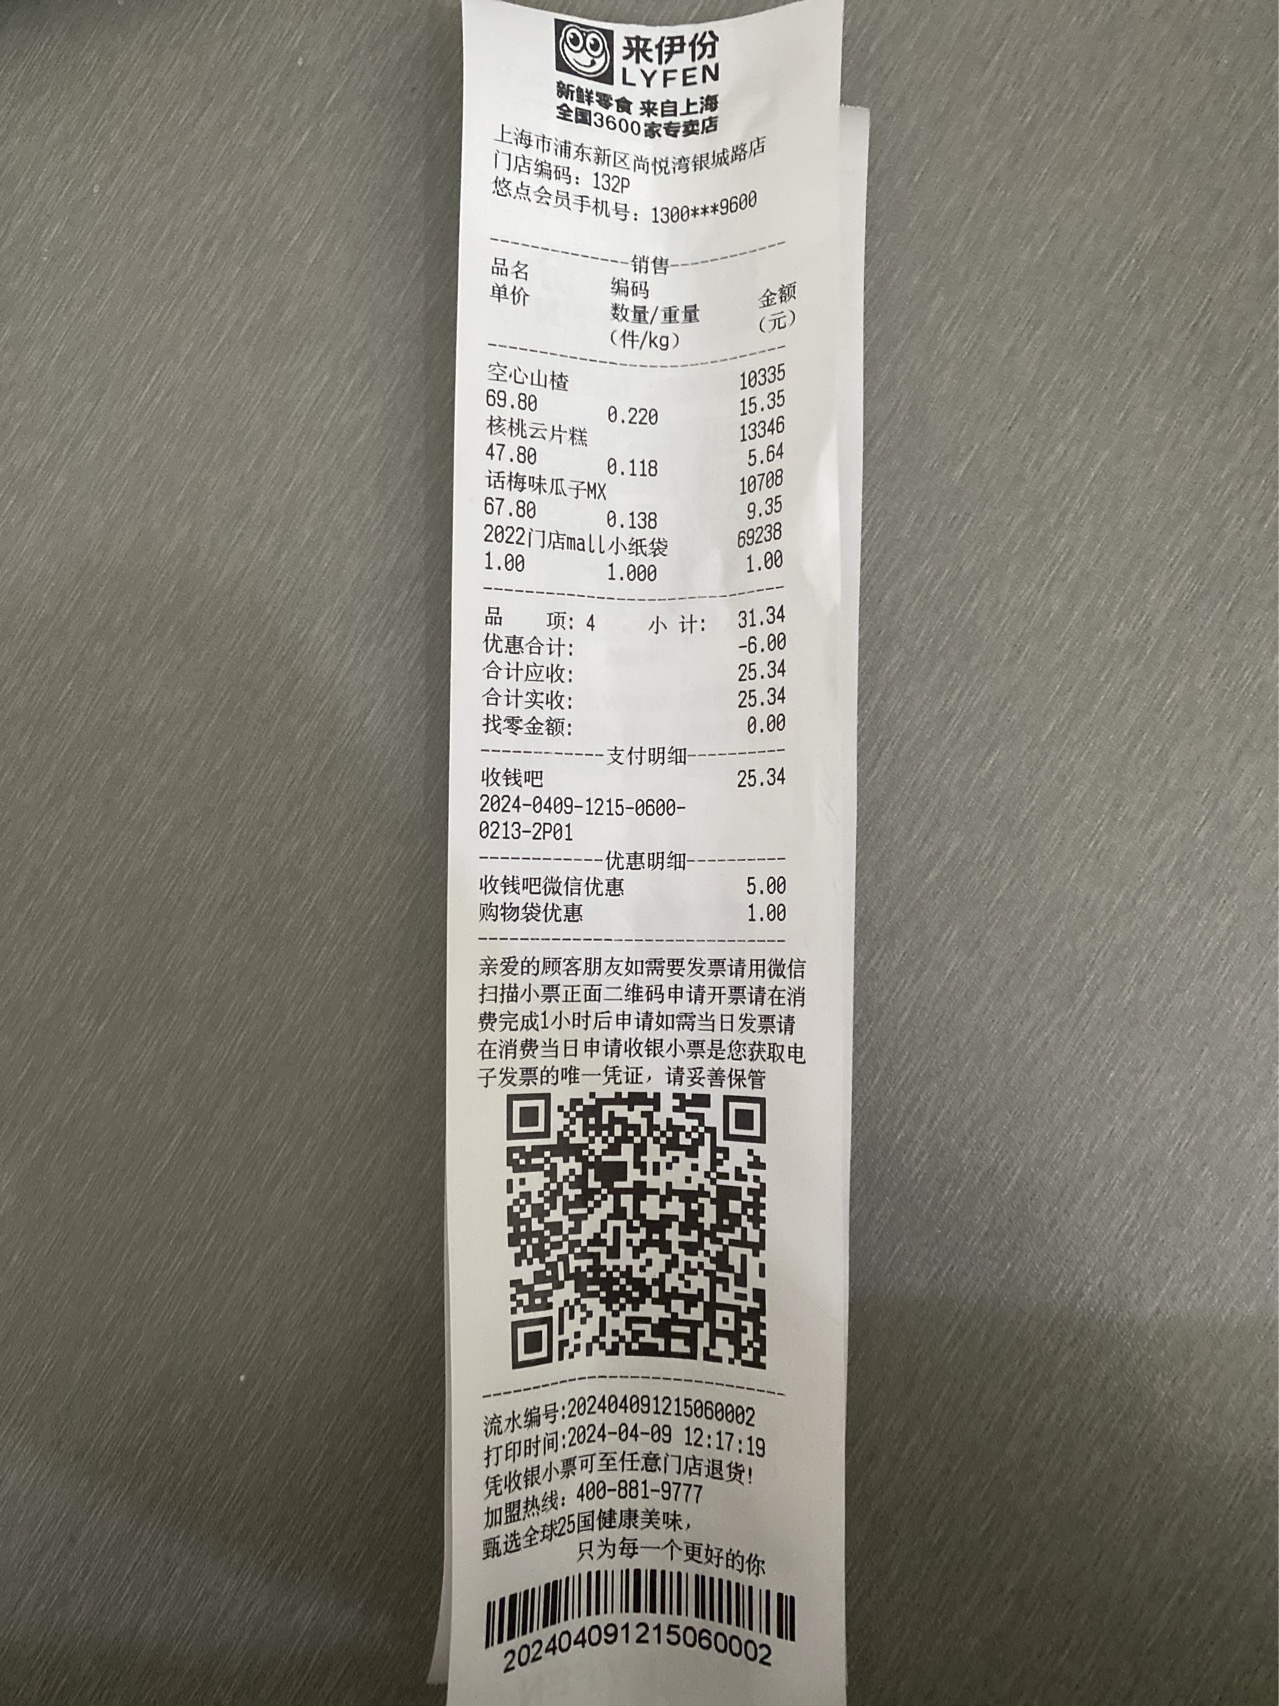 来伊份
LYFEN
新鲜零食 来自上海
全国3600家专卖店
上海市浦东新区尚悦湾银城路店
门店编码：132P
悠点会员手机号：1300***9600
-------------销售-------------
品名 编码 金额
单价 数量/重量 (元)
(件/kg)
空心山楂 10335
69.80 0.220 15.35
核桃云片糕 13346
47.80 0.118 5.64
话梅味瓜子MX 10708
67.80 0.138 9.35
2022门店mall小纸袋 69238
1.00 1.000 1.00
品 项: 4 小 计: 31.34
优惠合计: -6.00
合计应收: 25.34
合计实收: 25.34
找零金额: 0.00
------------支付明细----------
收钱吧 25.34
2024-0409-1215-0600-
0213-2P01
------------优惠明细----------
收钱吧微信优惠 5.00
购物袋优惠 1.00
亲爱的顾客朋友如需要发票请用微信
扫描小票正面二维码申请开票请在消
费完成1小时后申请如需当日发票请
在消费当日申请收银小票是您获取电
子发票的唯一凭证，请妥善保管
流水编号:202404091215060002
打印时间:2024-04-09 12:17:19
凭收银小票可至任意门店退货!
加盟热线：400-881-9777
甄选全球25国健康美味，
只为每一个更好的你
202404091215060002